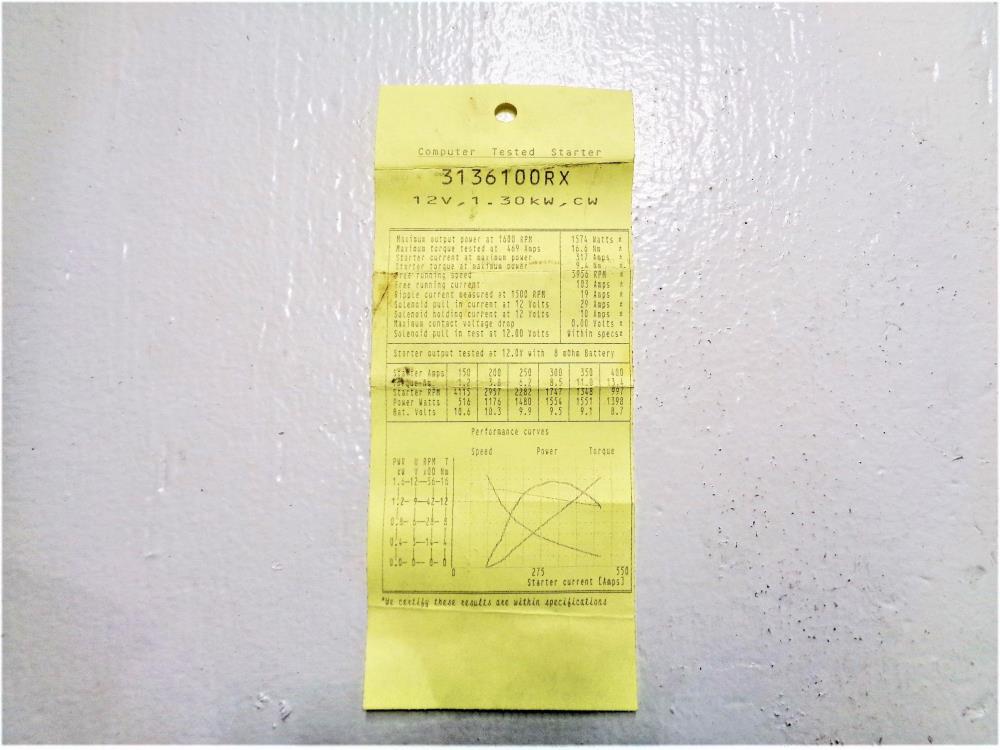 Computer Tested Starter
3136100RX
12V,1.30kW,CW
Maximum output power at 1600 RPM 1574 Watts *
Maximum torque tested at 469 Amps 16.6 Nm *
Starter current at maximum power 317 Amps *
Starter torque at maximum power 9.4 Nm *
Free running speed 5956 RPM *
Free running current 103 Amps *
Ripple current measured at 1500 RPM 19 Amps *
Solenoid pull in current at 12 Volts 29 Amps *
Solenoid holding current at 12 Volts 10 Amps *
Maximum contact voltage drop 0.00 Volts *
Solenoid pull in test at 12.00 Volts Within specs*
Starter output tested at 12.0V with 8 mOhm Battery
Starter Amps 150 200 250 300 350 400
Torque Nm 1.2 3.8 6.2 8.5 11.0 13.4
Starter RPM 4115 2957 2282 1747 1348 997
Power Watts 516 1176 1480 1554 1551 1398
Bat. Volts 10.6 10.3 9.9 9.5 9.1 8.7
Performance curves
Speed Power Torque
PWR U RPM T
kW V x00 Nm
1.6-12-56-16
1.2- 9-42-12
0.8- 6-28- 8
0.4- 3-14- 4
0.0- 0- 0- 0
0 275 550
Starter current [Amps]
*We certify these results are within specifications